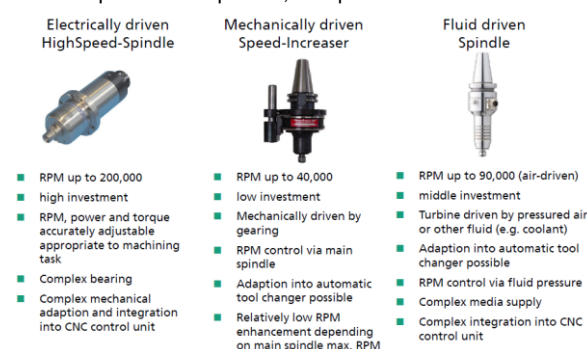 Electrically driven
HighSpeed-Spindle
RPM up to 200,000
high investment
RPM, power and torque
accurately adjustable
appropriate to machining
task
Complex bearing
Complex mechanical
adaption and integration
into CNC control unit
Mechanically driven
Speed-Increaser
RPM up to 40,000
low investment
Mechanically driven by
gearing
RPM control via main
spindle
Adaption into automatic
tool changer possible
Relatively low RPM
enhancement depending
on main spindle max. RPM
Fluid driven
Spindle
RPM up to 90,000 (air-driven)
middle investment
Turbine driven by pressured air
or other fluid (e.g. coolant)
Adaption into automatic tool
changer possible
RPM control via fluid pressure
Complex media supply
Complex integration into CNC
control unit